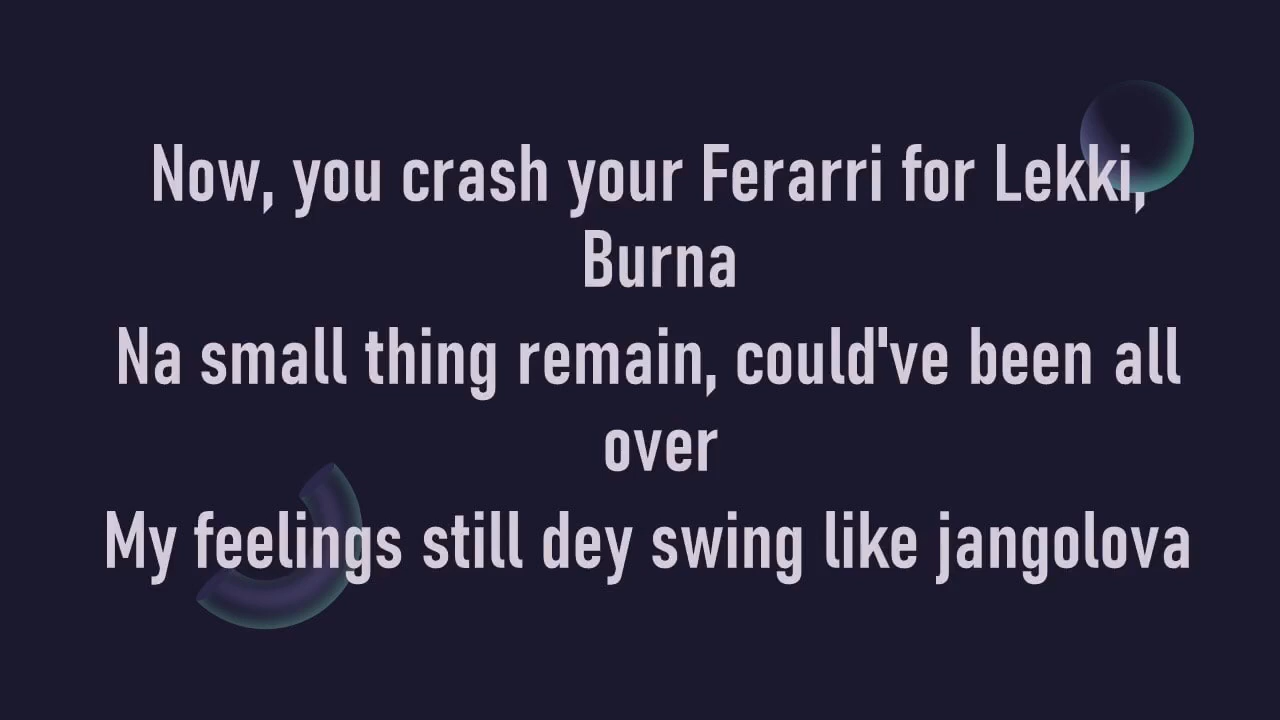 Now, you crash your Ferarri for Lekki,
Burna
Na small thing remain, could've been all
over
My feelings still dey swing like jangolova